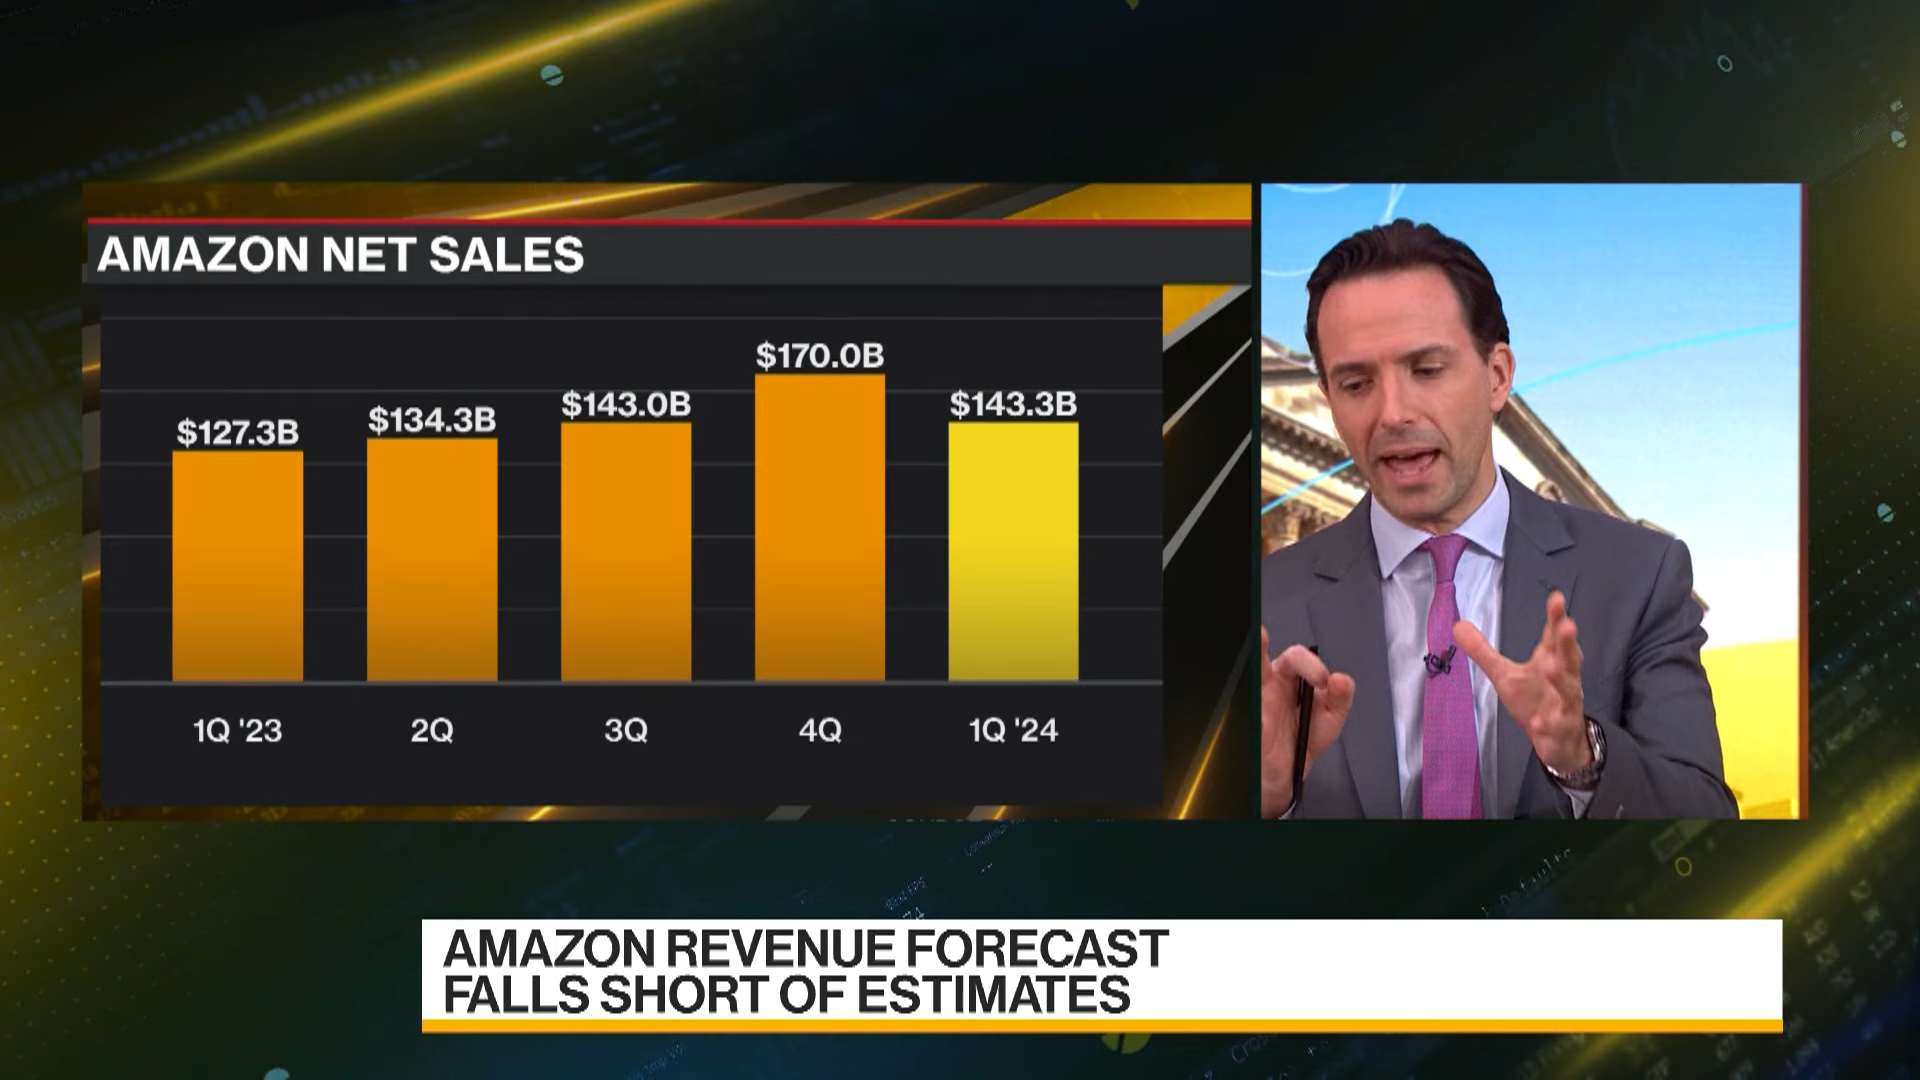 AMAZON NET SALES
$127.3B
$134.3B
$143.0B
$170.0B
$143.3B
1Q '23
2Q
3Q
4Q
1Q '24
AMAZON REVENUE FORECAST
FALLS SHORT OF ESTIMATES